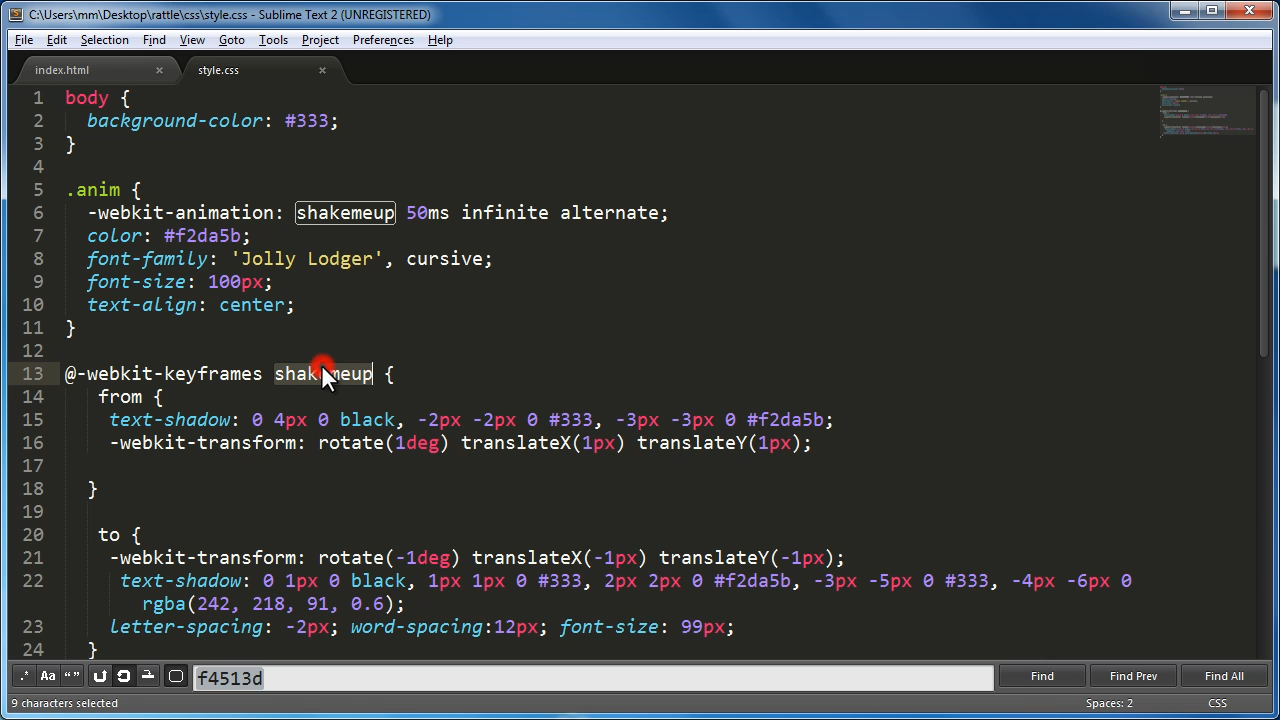 C:\Users\mm\Desktop\rattle\css\style.css - Sublime Text 2 (UNREGISTERED)
File Edit Selection Find View Goto Tools Project Preferences Help
index.html × style.css ×
1 body {
2 background-color: #333;
3 }
4
5 .anim {
6 -webkit-animation: shakemeup 50ms infinite alternate;
7 color: #f2da5b;
8 font-family: 'Jolly Lodger', cursive;
9 font-size: 100px;
10 text-align: center;
11 }
12
13 @-webkit-keyframes shakemeup {
14 from {
15 text-shadow: 0 4px 0 black, -2px -2px 0 #333, -3px -3px 0 #f2da5b;
16 -webkit-transform: rotate(1deg) translateX(1px) translateY(1px);
17
18 }
19
20 to {
21 -webkit-transform: rotate(-1deg) translateX(-1px) translateY(-1px);
22 text-shadow: 0 1px 0 black, 1px 1px 0 #333, 2px 2px 0 #f2da5b, -3px -5px 0 #333, -4px -6px 0
rgba(242, 218, 91, 0.6);
23 letter-spacing: -2px; word-spacing:12px; font-size: 99px;
24 }
.* Aa “” f4513d Find Find Prev Find All
9 characters selected Spaces: 2 CSS